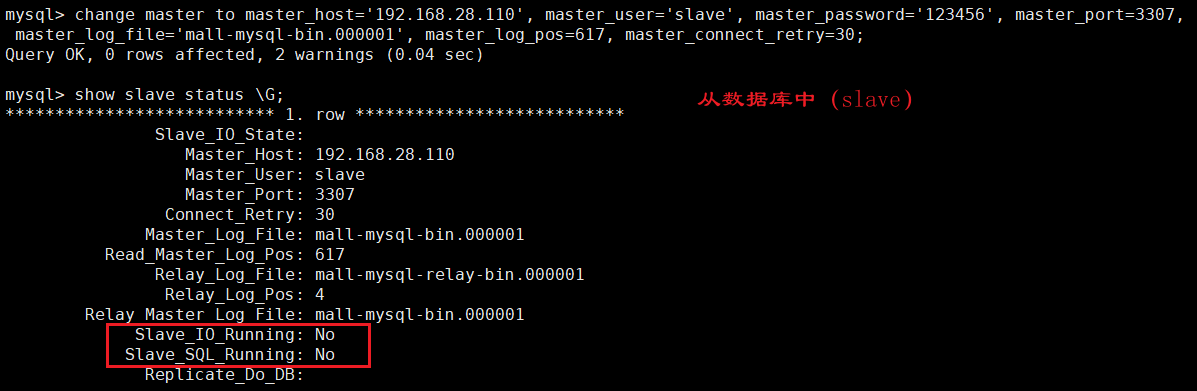 mysql> change master to master_host='192.168.28.110', master_user='slave', master_password='123456', master_port=3307,
master_log_file='mall-mysql-bin.000001', master_log_pos=617, master_connect_retry=30;
Query OK, 0 rows affected, 2 warnings (0.04 sec)
mysql> show slave status \G;
从数据库中（slave）
*************************** 1. row ***************************
Slave_IO_State:
Master_Host: 192.168.28.110
Master_User: slave
Master_Port: 3307
Connect_Retry: 30
Master_Log_File: mall-mysql-bin.000001
Read_Master_Log_Pos: 617
Relay_Log_File: mall-mysql-relay-bin.000001
Relay_Log_Pos: 4
Relay_Master_Log_File: mall-mysql-bin.000001
Slave_IO_Running: No
Slave_SQL_Running: No
Replicate_Do_DB: